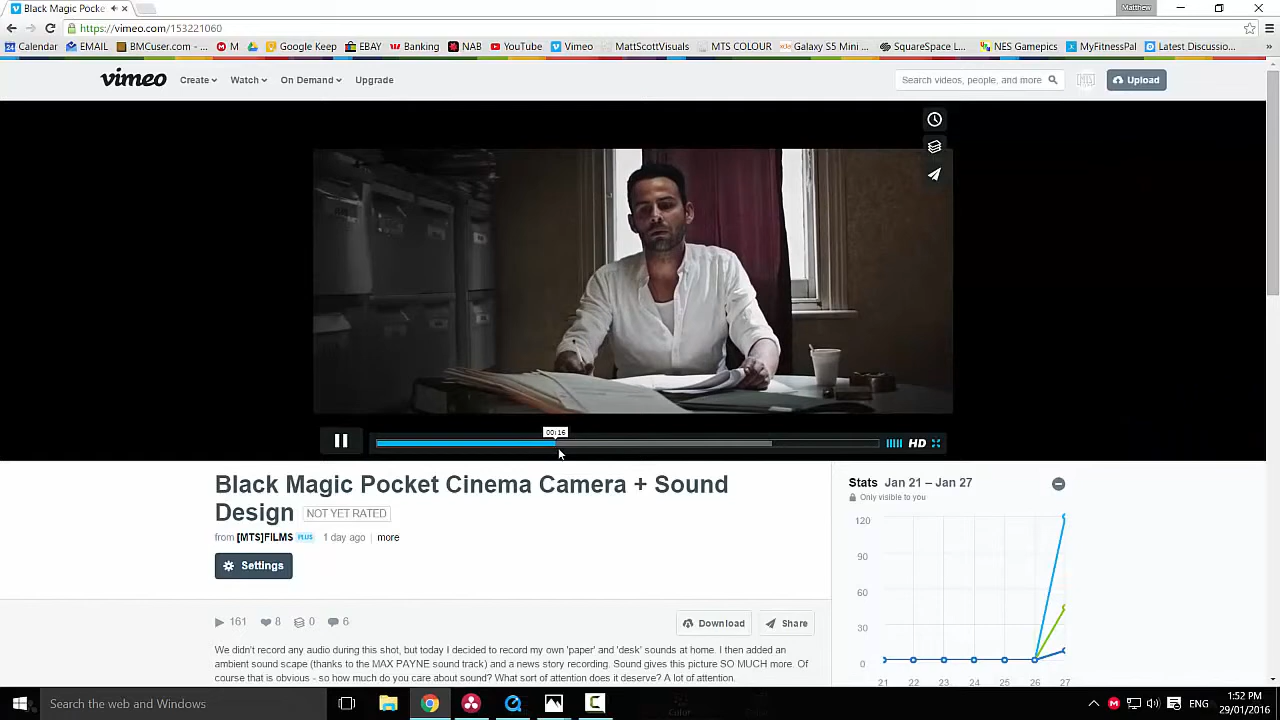 Black Magic Pocke
Matthew
https://vimeo.com/153221060
24 Calendar EMAIL BMCuser.com - ... M Google Keep EBAY Banking NAB YouTube Vimeo MattScottVisuals MTS COLOUR Galaxy S5 Mini ... SquareSpace L... NES Gamepics MyFitnessPal Latest Discussio...
vimeo Create Watch On Demand Upgrade Search videos, people, and more Upload
00:16
HD
Black Magic Pocket Cinema Camera + Sound
Design NOT YET RATED
from [MTS]FILMS PLUS 1 day ago | more
Settings
161 8 0 6 Download Share
We didn't record any audio during this shot, but today I decided to record my own 'paper' and 'desk' sounds at home. I then added an
ambient sound scape (thanks to the MAX PAYNE sound track) and a news story recording. Sound gives this picture SO MUCH more. Of
course that is obvious - so how much do you care about sound? What sort of attention does it deserve? A lot of attention.
Stats Jan 21 – Jan 27
Only visible to you
120
90
60
30
0
21 22 23 24 25 26 27
Search the web and Windows
ENG
1:52 PM
29/01/2016